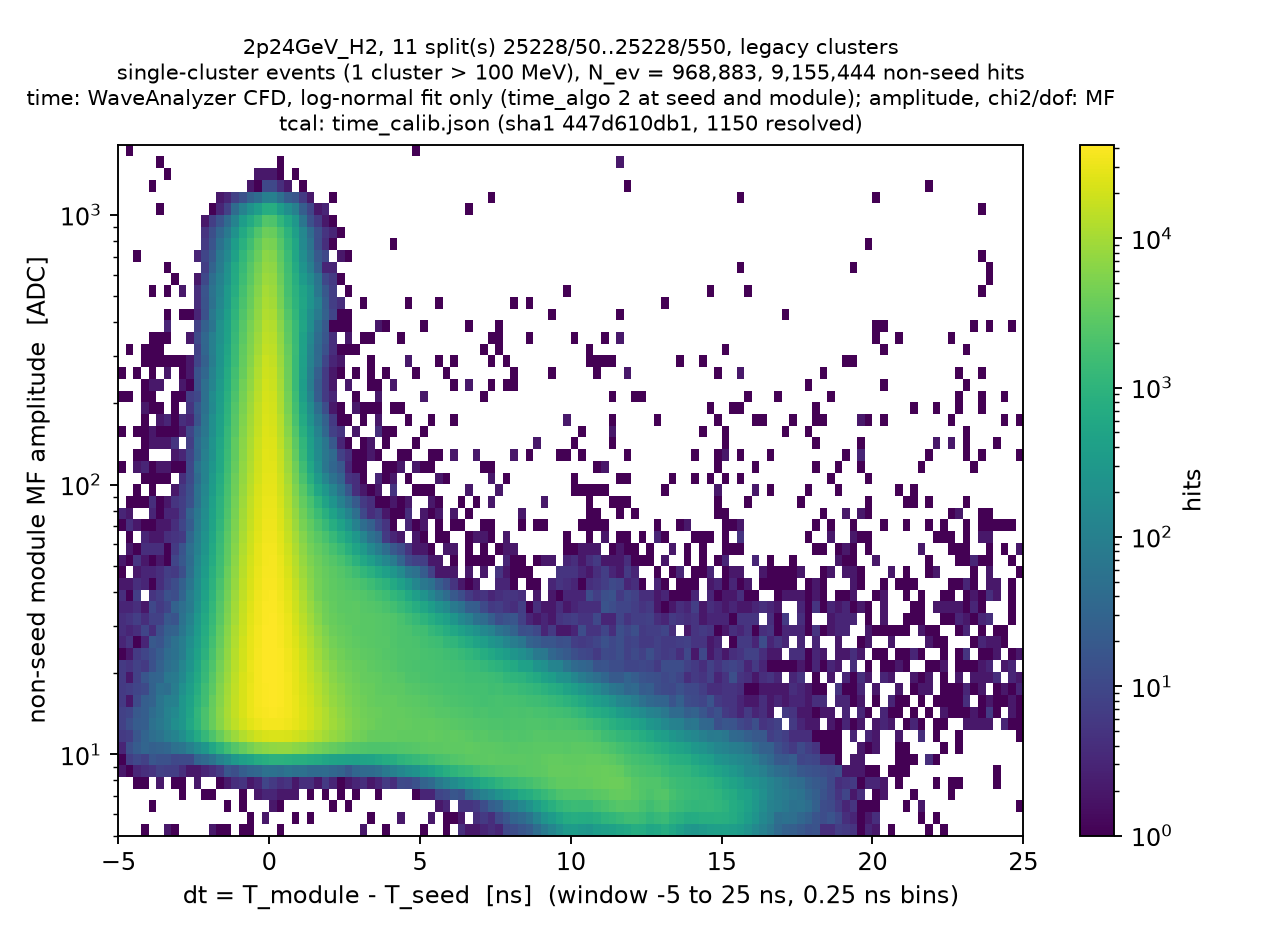 2p24GeV_H2, 11 split(s) 25228/50..25228/550, legacy clusters
single-cluster events (1 cluster > 100 MeV), N_ev = 968,883, 9,155,444 non-seed hits
time: WaveAnalyzer CFD, log-normal fit only (time_algo 2 at seed and module); amplitude, chi2/dof: MF
tcal: time_calib.json (sha1 447d610db1, 1150 resolved)
non-seed module MF amplitude [ADC]
10³
10²
10¹
−5 0 5 10 15 20 25
dt = T_module - T_seed [ns] (window -5 to 25 ns, 0.25 ns bins)
10⁴
10³
10²
10¹
10⁰
hits